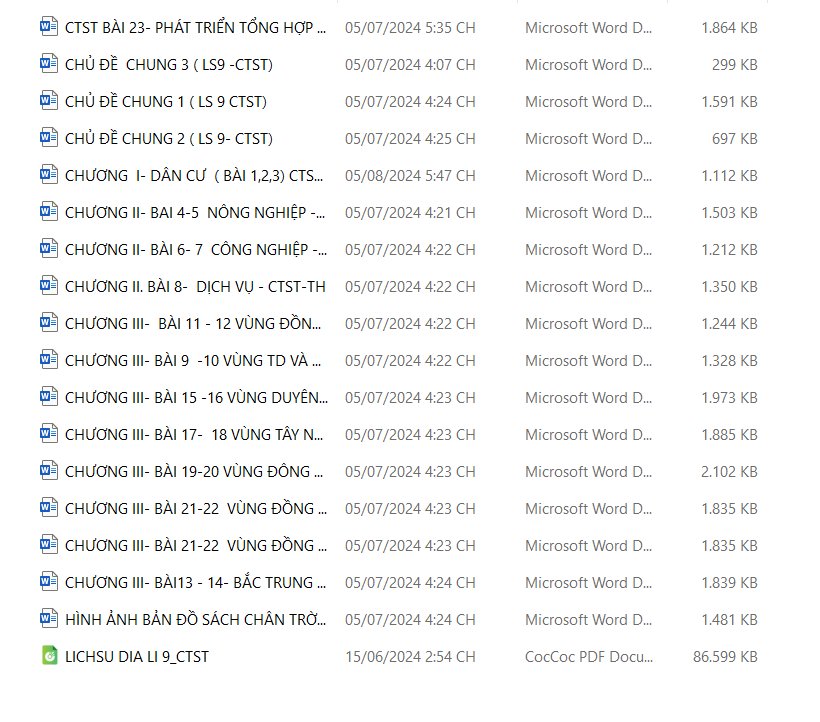 CTST BÀI 23- PHÁT TRIỂN TỔNG HỢP ... 05/07/2024 5:35 CH Microsoft Word D... 1.864 KB
CHỦ ĐỀ  CHUNG 3 ( LS9 -CTST) 05/07/2024 4:07 CH Microsoft Word D... 299 KB
CHỦ ĐỀ CHUNG 1 ( LS 9 CTST) 05/07/2024 4:24 CH Microsoft Word D... 1.591 KB
CHỦ ĐỀ CHUNG 2 ( LS 9- CTST) 05/07/2024 4:25 CH Microsoft Word D... 697 KB
CHƯƠNG  I- DÂN CƯ  ( BÀI 1,2,3) CTS... 05/08/2024 5:47 CH Microsoft Word D... 1.112 KB
CHƯƠNG II- BAI 4-5  NÔNG NGHIỆP -... 05/07/2024 4:21 CH Microsoft Word D... 1.503 KB
CHƯƠNG II- BÀI 6- 7  CÔNG NGHIỆP -... 05/07/2024 4:22 CH Microsoft Word D... 1.212 KB
CHƯƠNG II. BÀI 8-  DỊCH VỤ - CTST-TH 05/07/2024 4:22 CH Microsoft Word D... 1.350 KB
CHƯƠNG III-  BÀI 11 - 12 VÙNG ĐỒN... 05/07/2024 4:22 CH Microsoft Word D... 1.244 KB
CHƯƠNG III- BÀI 9  -10 VÙNG TD VÀ ... 05/07/2024 4:22 CH Microsoft Word D... 1.328 KB
CHƯƠNG III- BÀI 15 -16 VÙNG DUYÊN... 05/07/2024 4:23 CH Microsoft Word D... 1.973 KB
CHƯƠNG III- BÀI 17-  18 VÙNG TÂY N... 05/07/2024 4:23 CH Microsoft Word D... 1.885 KB
CHƯƠNG III- BÀI 19-20 VÙNG ĐÔNG ... 05/07/2024 4:23 CH Microsoft Word D... 2.102 KB
CHƯƠNG III- BÀI 21-22  VÙNG ĐỒNG ... 05/07/2024 4:23 CH Microsoft Word D... 1.835 KB
CHƯƠNG III- BÀI 21-22  VÙNG ĐỒNG ... 05/07/2024 4:23 CH Microsoft Word D... 1.835 KB
CHƯƠNG III- BÀI13 - 14- BẮC TRUNG ... 05/07/2024 4:24 CH Microsoft Word D... 1.839 KB
HÌNH ẢNH BẢN ĐỒ SÁCH CHÂN TRỜ... 05/07/2024 4:24 CH Microsoft Word D... 1.481 KB
LICHSU DIA LI 9_CTST 15/06/2024 2:54 CH CocCoc PDF Docu... 86.599 KB